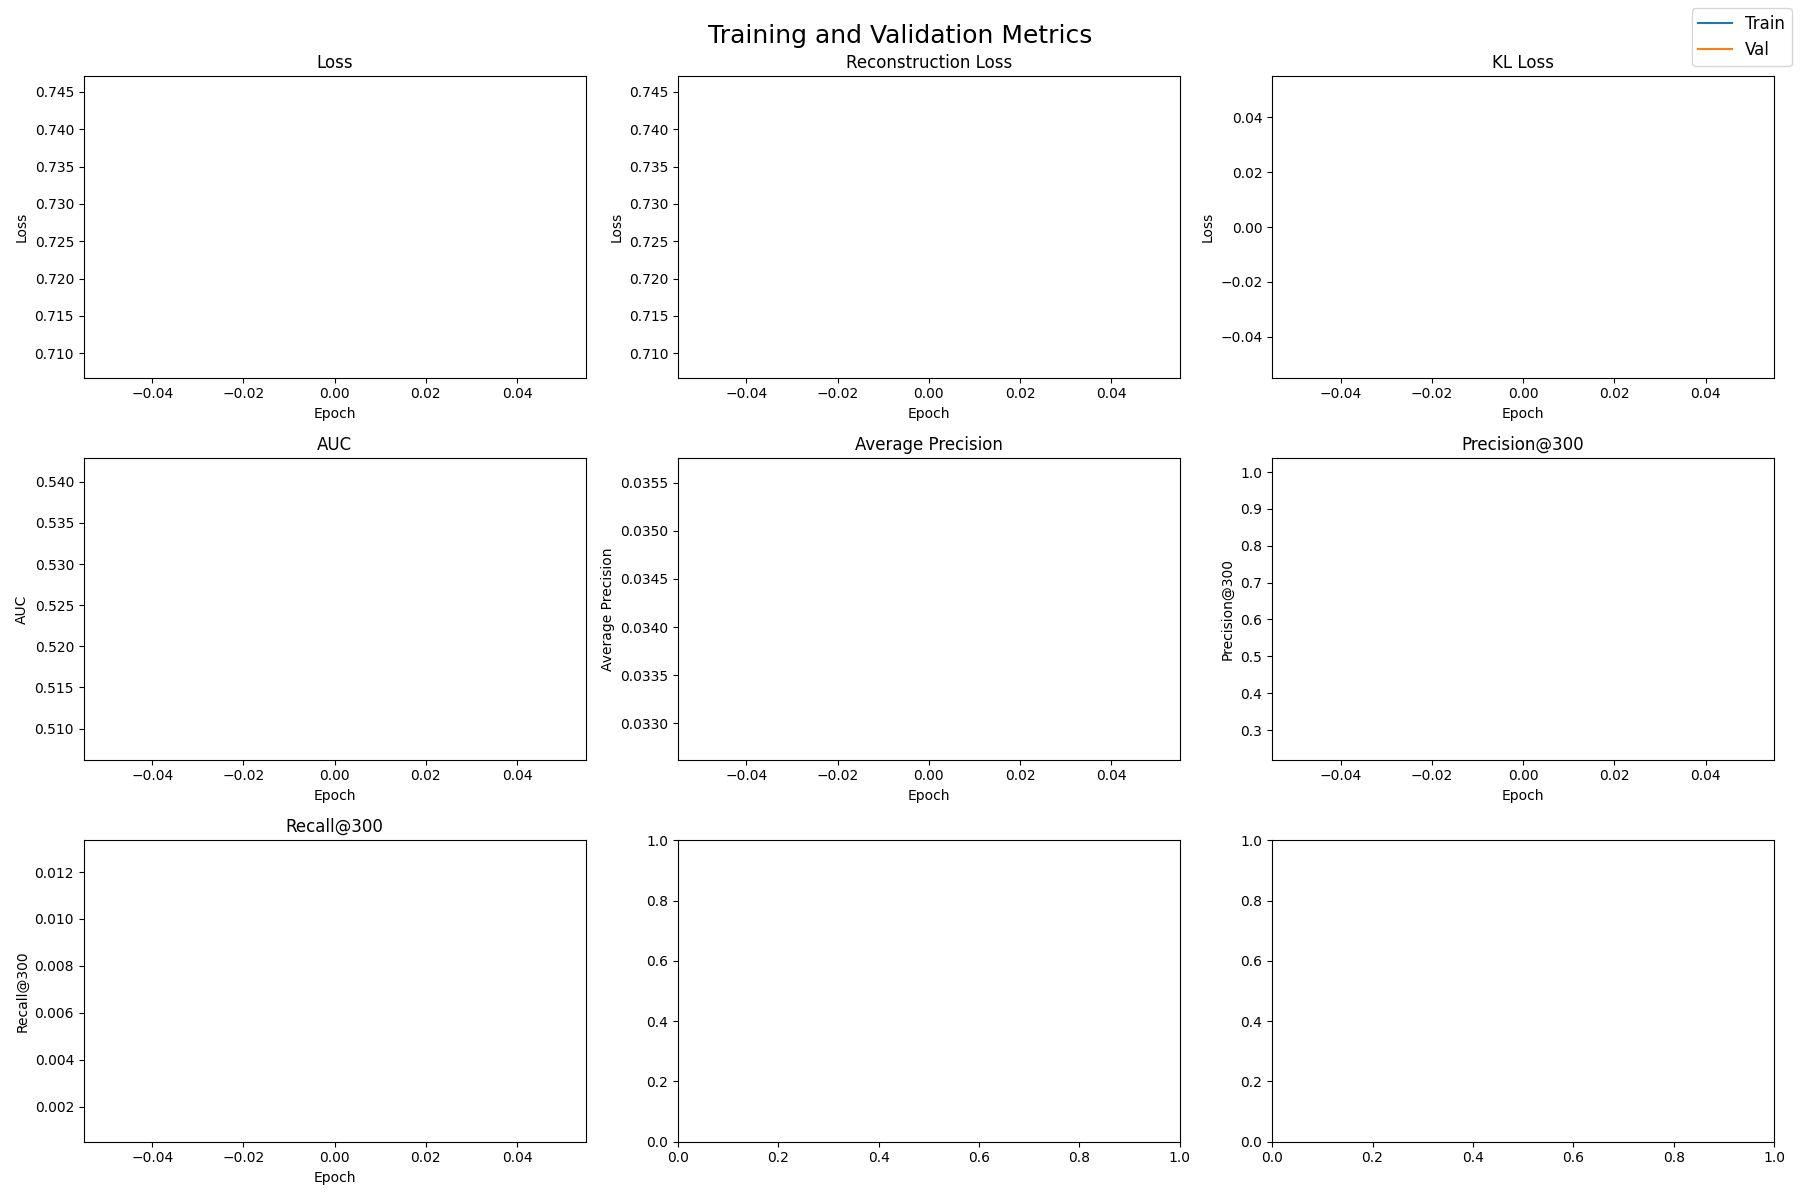 Training and Validation Metrics
Train
Val
Loss
Loss
0.745
0.740
0.735
0.730
0.725
0.720
0.715
0.710
−0.04 −0.02 0.00 0.02 0.04
Epoch
Reconstruction Loss
Loss
0.745
0.740
0.735
0.730
0.725
0.720
0.715
0.710
−0.04 −0.02 0.00 0.02 0.04
Epoch
KL Loss
Loss
0.04
0.02
0.00
−0.02
−0.04
−0.04 −0.02 0.00 0.02 0.04
Epoch
AUC
AUC
0.540
0.535
0.530
0.525
0.520
0.515
0.510
−0.04 −0.02 0.00 0.02 0.04
Epoch
Average Precision
Average Precision
0.0355
0.0350
0.0345
0.0340
0.0335
0.0330
−0.04 −0.02 0.00 0.02 0.04
Epoch
Precision@300
Precision@300
1.0
0.9
0.8
0.7
0.6
0.5
0.4
0.3
−0.04 −0.02 0.00 0.02 0.04
Epoch
Recall@300
Recall@300
0.012
0.010
0.008
0.006
0.004
0.002
−0.04 −0.02 0.00 0.02 0.04
Epoch
1.0
0.8
0.6
0.4
0.2
0.0
0.0 0.2 0.4 0.6 0.8 1.0
1.0
0.8
0.6
0.4
0.2
0.0
0.0 0.2 0.4 0.6 0.8 1.0